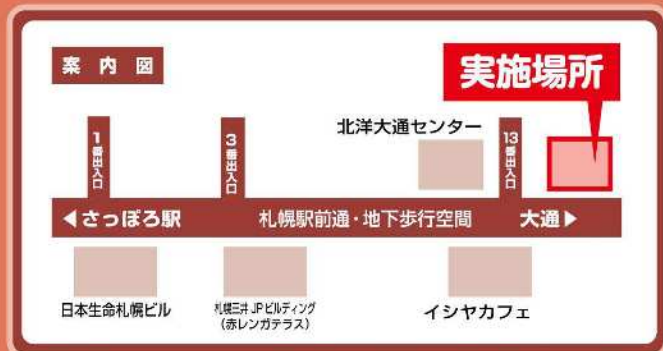 案内図
実施場所
北洋大通センター
1番出入口
3番出入口
13番出入口
◀さっぽろ駅
札幌駅前通・地下歩行空間
大通▶
日本生命札幌ビル
札幌三井JPビルディング
(赤レンガテラス)
イシヤカフェ